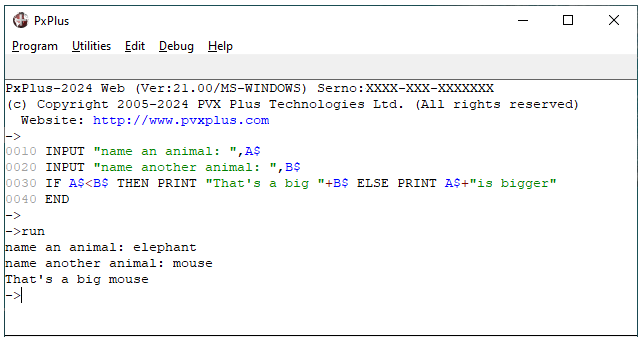 PxPlus
Program Utilities Edit Debug Help
PxPlus-2024 Web (Ver:21.00/MS-WINDOWS) Serno:XXXX-XXX-XXXXXXX
(c) Copyright 2005-2024 PVX Plus Technologies Ltd. (All rights reserved)
Website: http://www.pvxplus.com
->
0010 INPUT "name an animal: ",A$
0020 INPUT "name another animal: ",B$
0030 IF A$<B$ THEN PRINT "That's a big "+B$ ELSE PRINT A$+"is bigger"
0040 END
->
->run
name an animal: elephant
name another animal: mouse
That's a big mouse
->